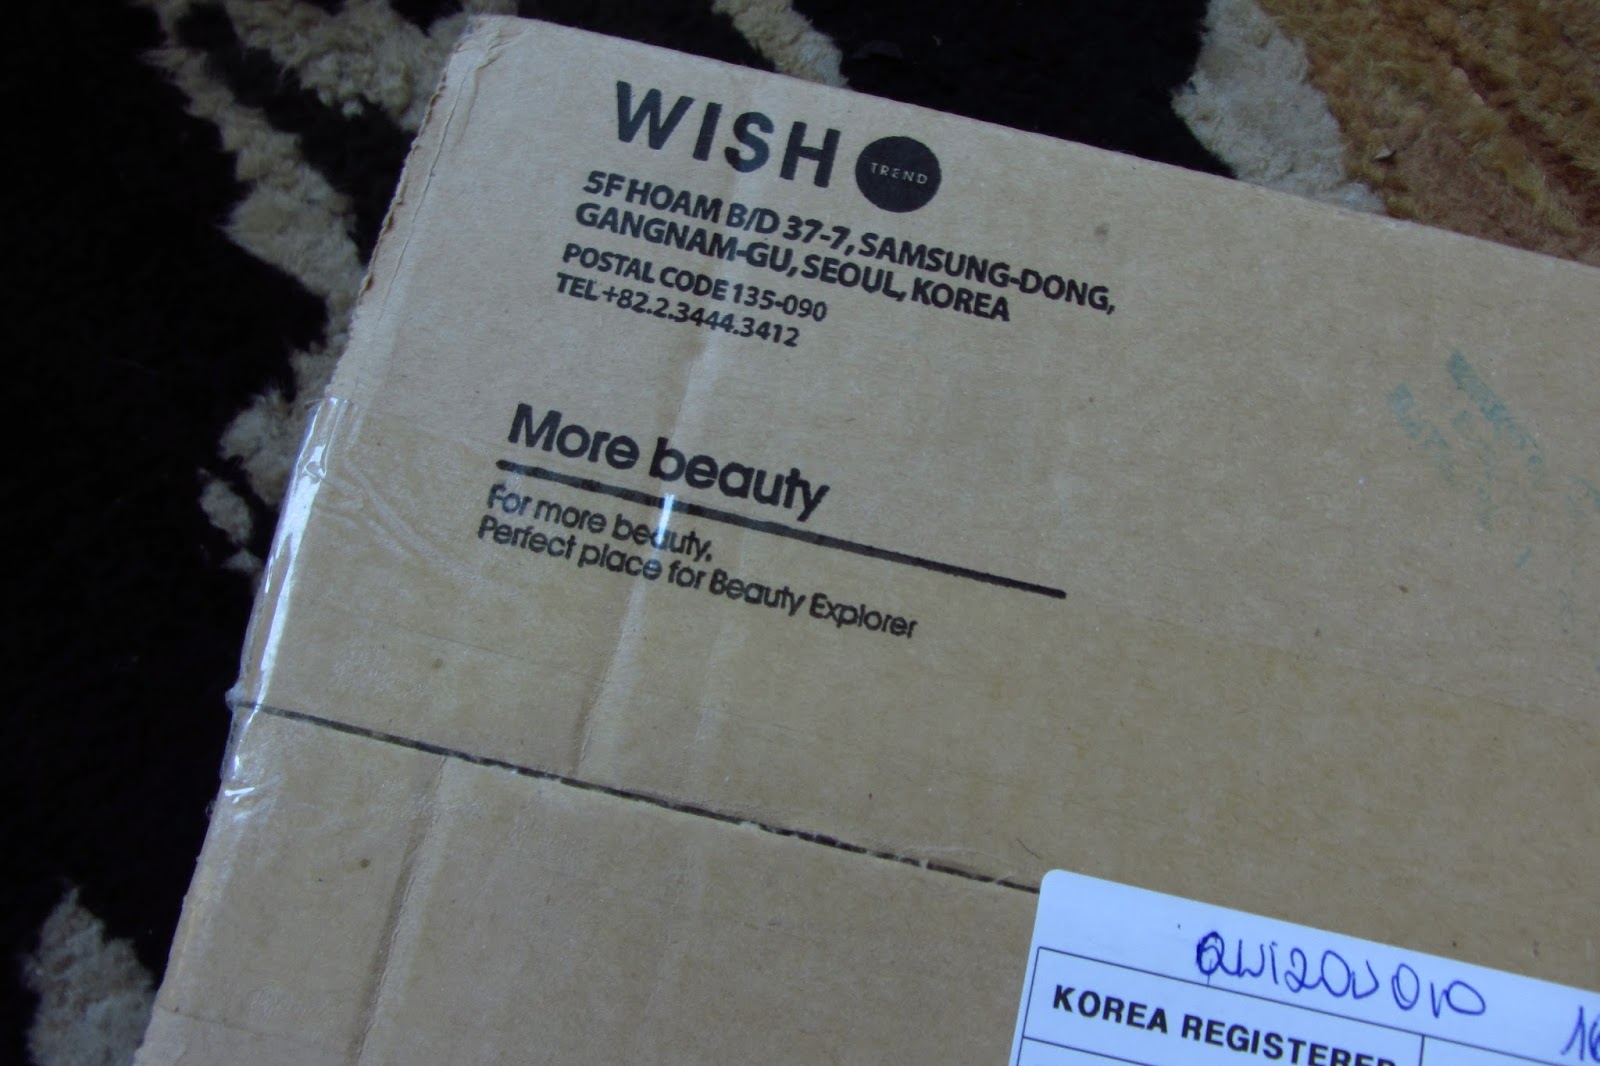 WISH TREND
5F HOAM B/D 37-7, SAMSUNG-DONG,
GANGNAM-GU, SEOUL, KOREA
POSTAL CODE 135-090
TEL +82.2.3444.3412
More beauty
For more beauty.
Perfect place for Beauty Explorer
KOREA REGISTERED